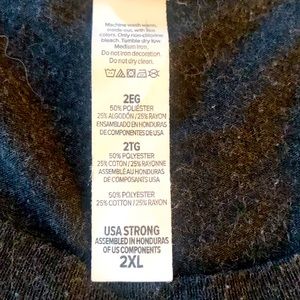 Machine wash warm,
inside out, with like
colors. Only non-chlorine
bleach. Tumble dry low.
Medium iron.
Do not iron decoration.
Do not dry clean.
2EG
50% POLIÉSTER
25% ALGODÓN / 25% RAYON
ENSAMBLADO EN HONDURAS
DE COMPONENTES DE USA
2TG
50% POLYESTER
25% COTON / 25% RAYONNE
ASSEMBLÉ AU HONDURAS
DE COMPOSANTS USA
50% POLYESTER
25% COTTON / 25% RAYON
USA STRONG
ASSEMBLED IN HONDURAS
OF US COMPONENTS
2XL